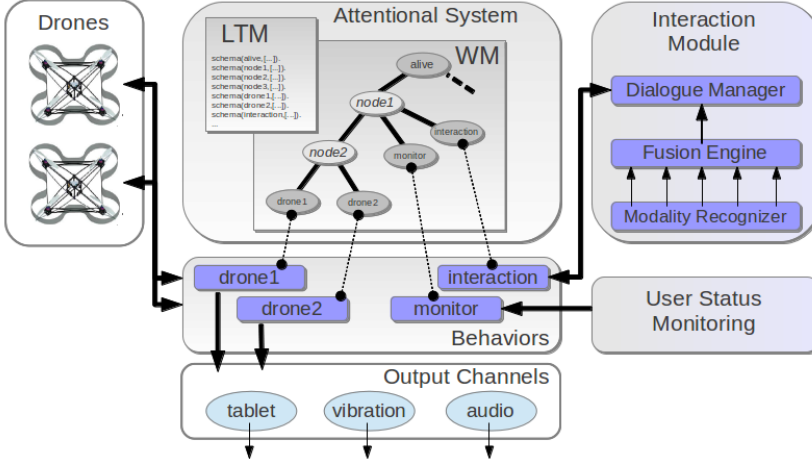 Drones
Attentional System
LTM
schema(alive,[...]).
schema(node1,[...]).
schema(node2,[...]).
schema(node3,[...]).
schema(drone1,[...]).
schema(drone2,[...]).
schema(interaction,[...]).
...
WM
alive
node1
interaction
node2
monitor
drone1
drone2
Interaction
Module
Dialogue Manager
Fusion Engine
Modality Recognizer
drone1
interaction
drone2
monitor
Behaviors
User Status
Monitoring
Output Channels
tablet
vibration
audio